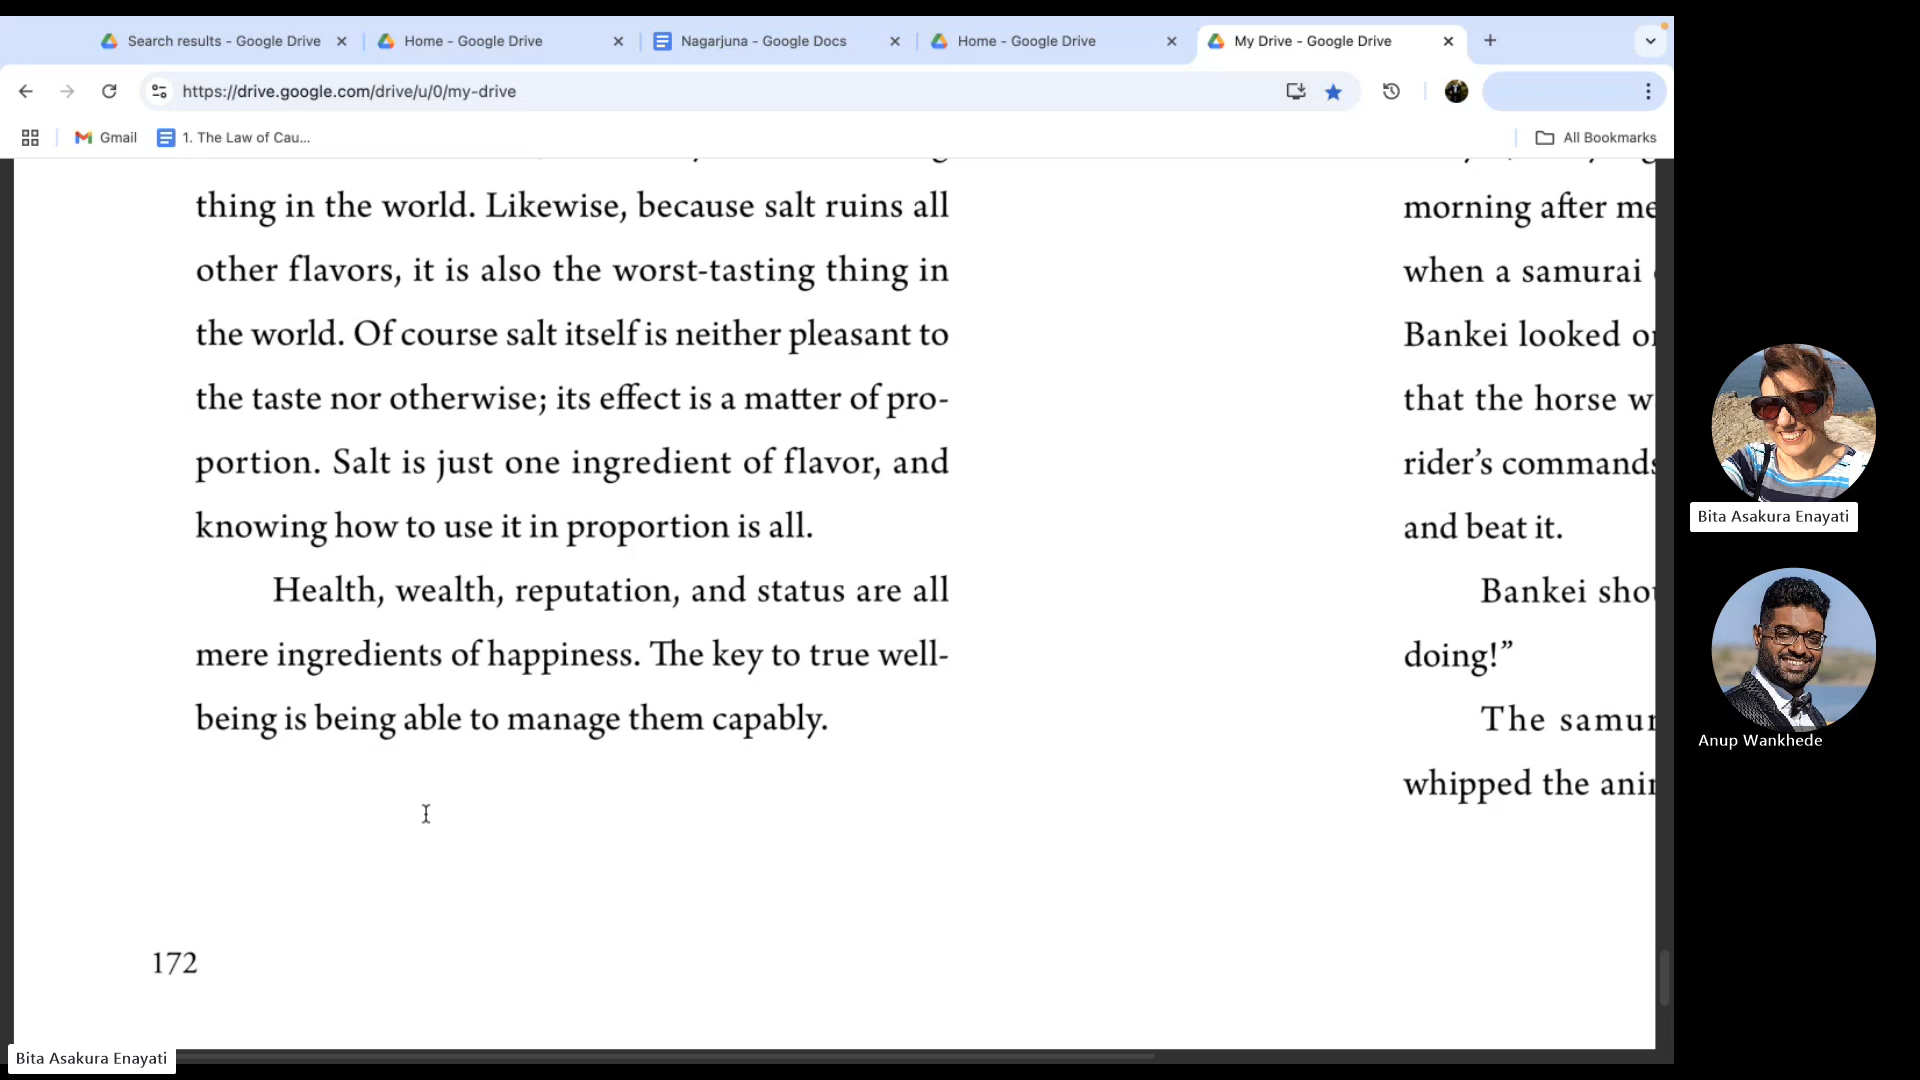 Search results - Google Drive
Home - Google Drive
Nagarjuna - Google Docs
Home - Google Drive
My Drive - Google Drive
https://drive.google.com/drive/u/0/my-drive
Gmail
1. The Law of Cau...
All Bookmarks
thing in the world. Likewise, because salt ruins all
other flavors, it is also the worst-tasting thing in
the world. Of course salt itself is neither pleasant to
the taste nor otherwise; its effect is a matter of pro-
portion. Salt is just one ingredient of flavor, and
knowing how to use it in proportion is all.
Health, wealth, reputation, and status are all
mere ingredients of happiness. The key to true well-
being is being able to manage them capably.
172
morning after me
when a samurai
Bankei looked
that the horse w
rider’s commands
and beat it.
Bankei shou
doing!”
The samur
whipped the ani
Bita Asakura Enayati
Anup Wankhede
Bita Asakura Enayati